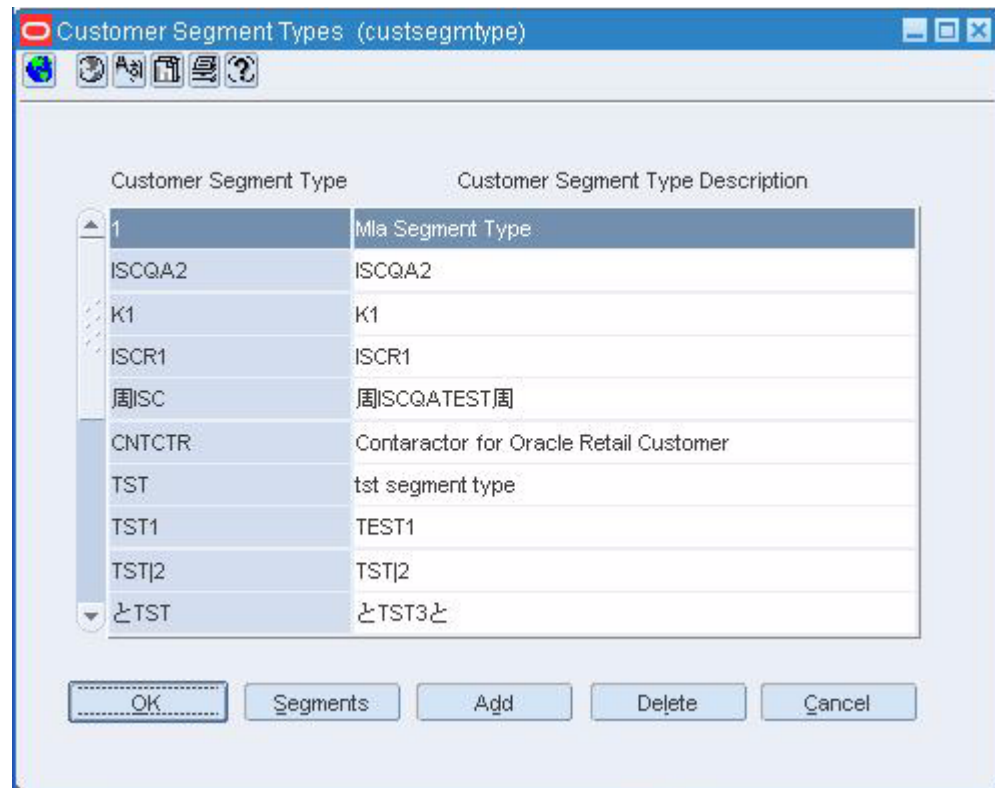 Customer Segment Types (custsegmtype)
Customer Segment Type Customer Segment Type Description
1 Mla Segment Type
ISCQA2 ISCQA2
K1 K1
ISCR1 ISCR1
周ISC 周ISCQATEST周
CNTCTR Contaractor for Oracle Retail Customer
TST tst segment type
TST1 TEST1
TST|2 TST|2
とTST とTST3と
OK Segments Add Delete Cancel